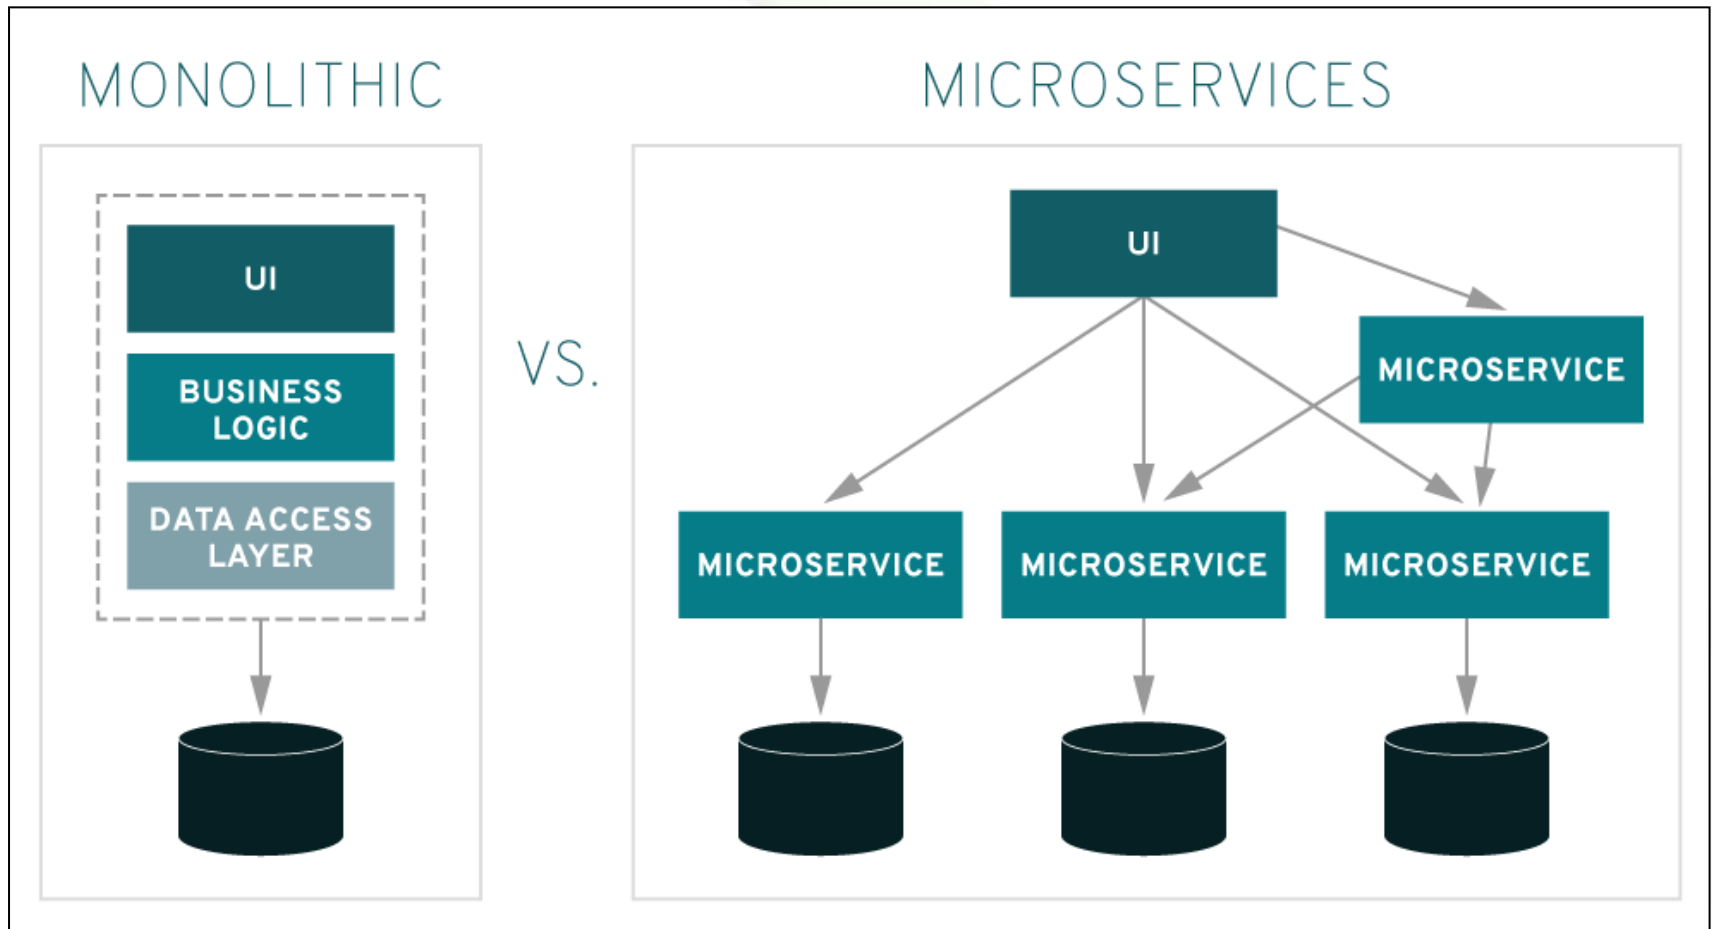 MONOLITHIC
UI
BUSINESS
LOGIC
DATA ACCESS
LAYER
VS.
MICROSERVICES
UI
MICROSERVICE
MICROSERVICE
MICROSERVICE
MICROSERVICE